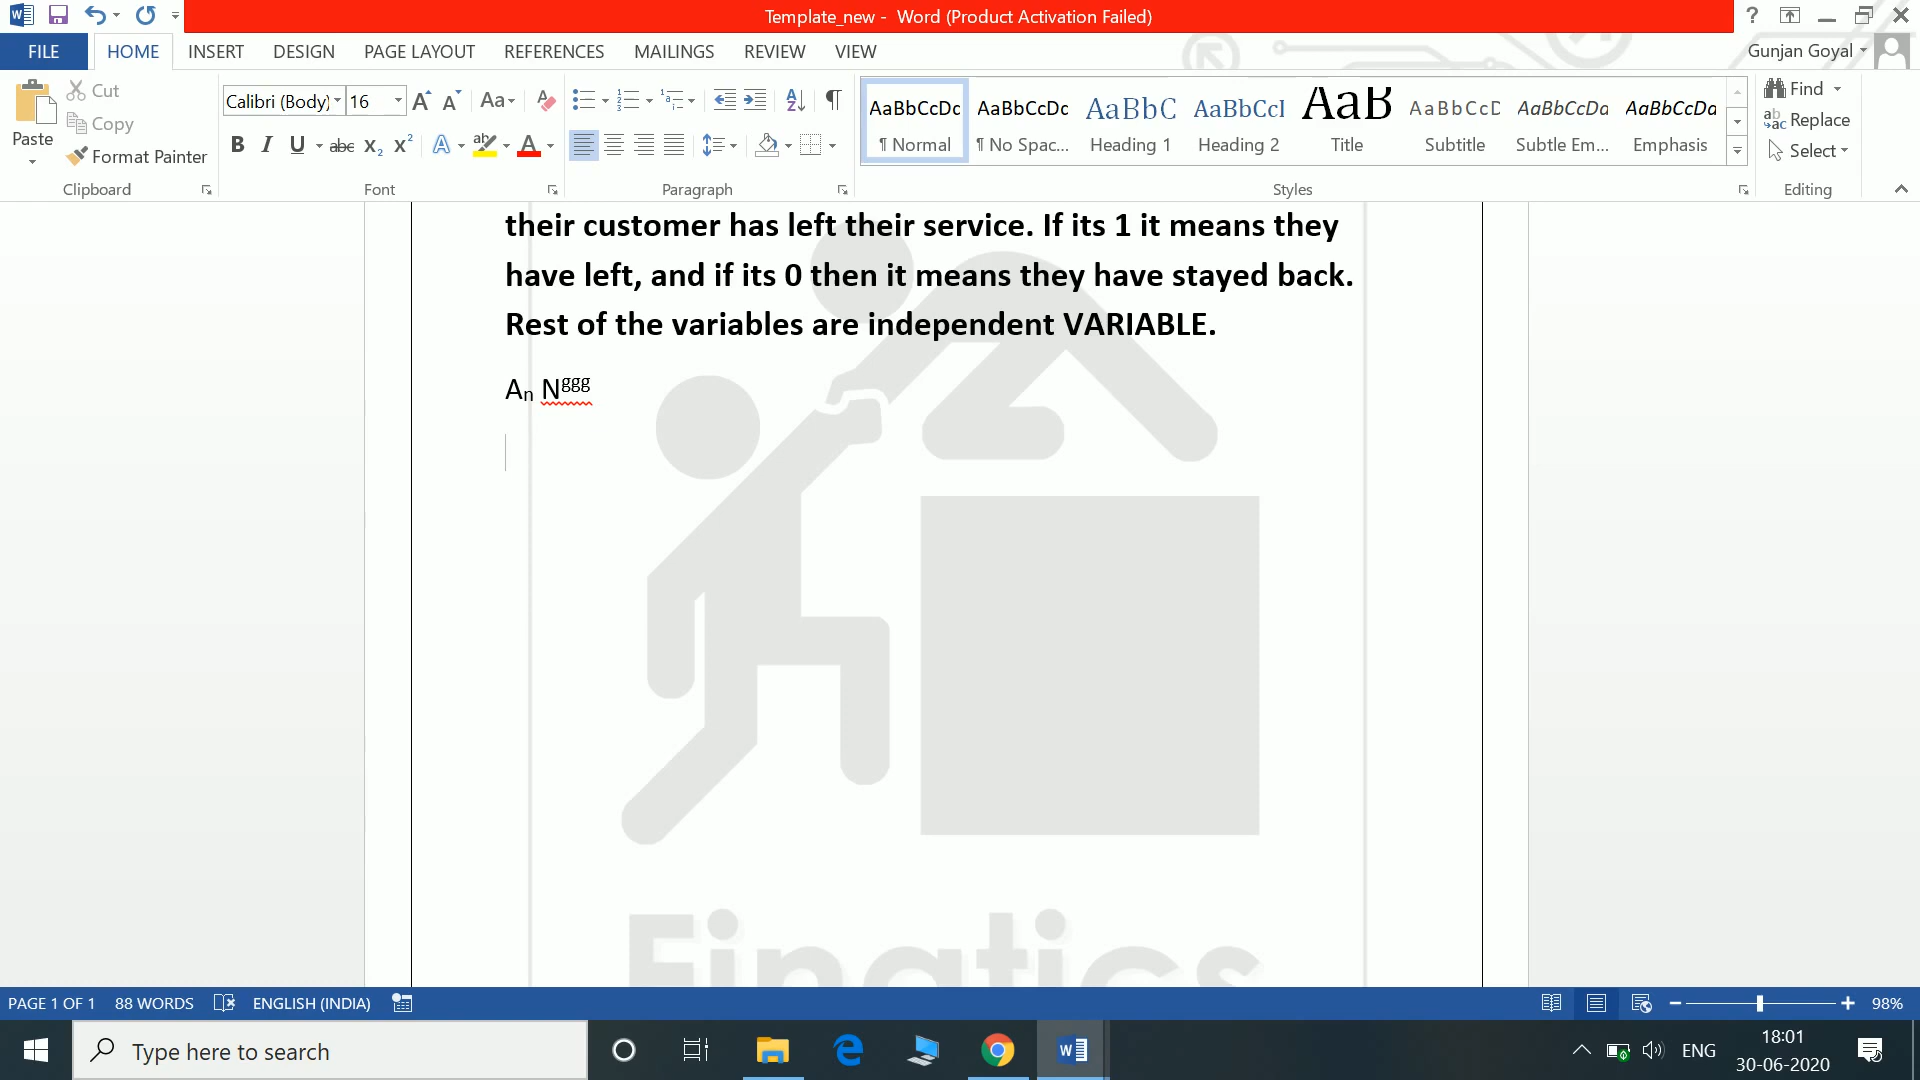 Template_new - Word (Product Activation Failed)
?
FILE
HOME
INSERT
DESIGN
PAGE LAYOUT
REFERENCES
MAILINGS
REVIEW
VIEW
Gunjan Goyal
Paste
Cut
Copy
Format Painter
Clipboard
Calibri (Body)
16
Font
Paragraph
AaBbCcDc
¶ Normal
AaBbCcDc
¶ No Spac...
AaBbC
Heading 1
AaBbCcI
Heading 2
AaB
Title
AaBbCcD
Subtitle
AaBbCcDa
Subtle Em...
AaBbCcDa
Emphasis
Styles
Find
Replace
Select
Editing
their customer has left their service. If its 1 it means they
have left, and if its 0 then it means they have stayed back.
Rest of the variables are independent VARIABLE.
Aₙ Nᵍᵍᵍ
Finatics
PAGE 1 OF 1
88 WORDS
ENGLISH (INDIA)
98%
Type here to search
ENG
18:01
30-06-2020